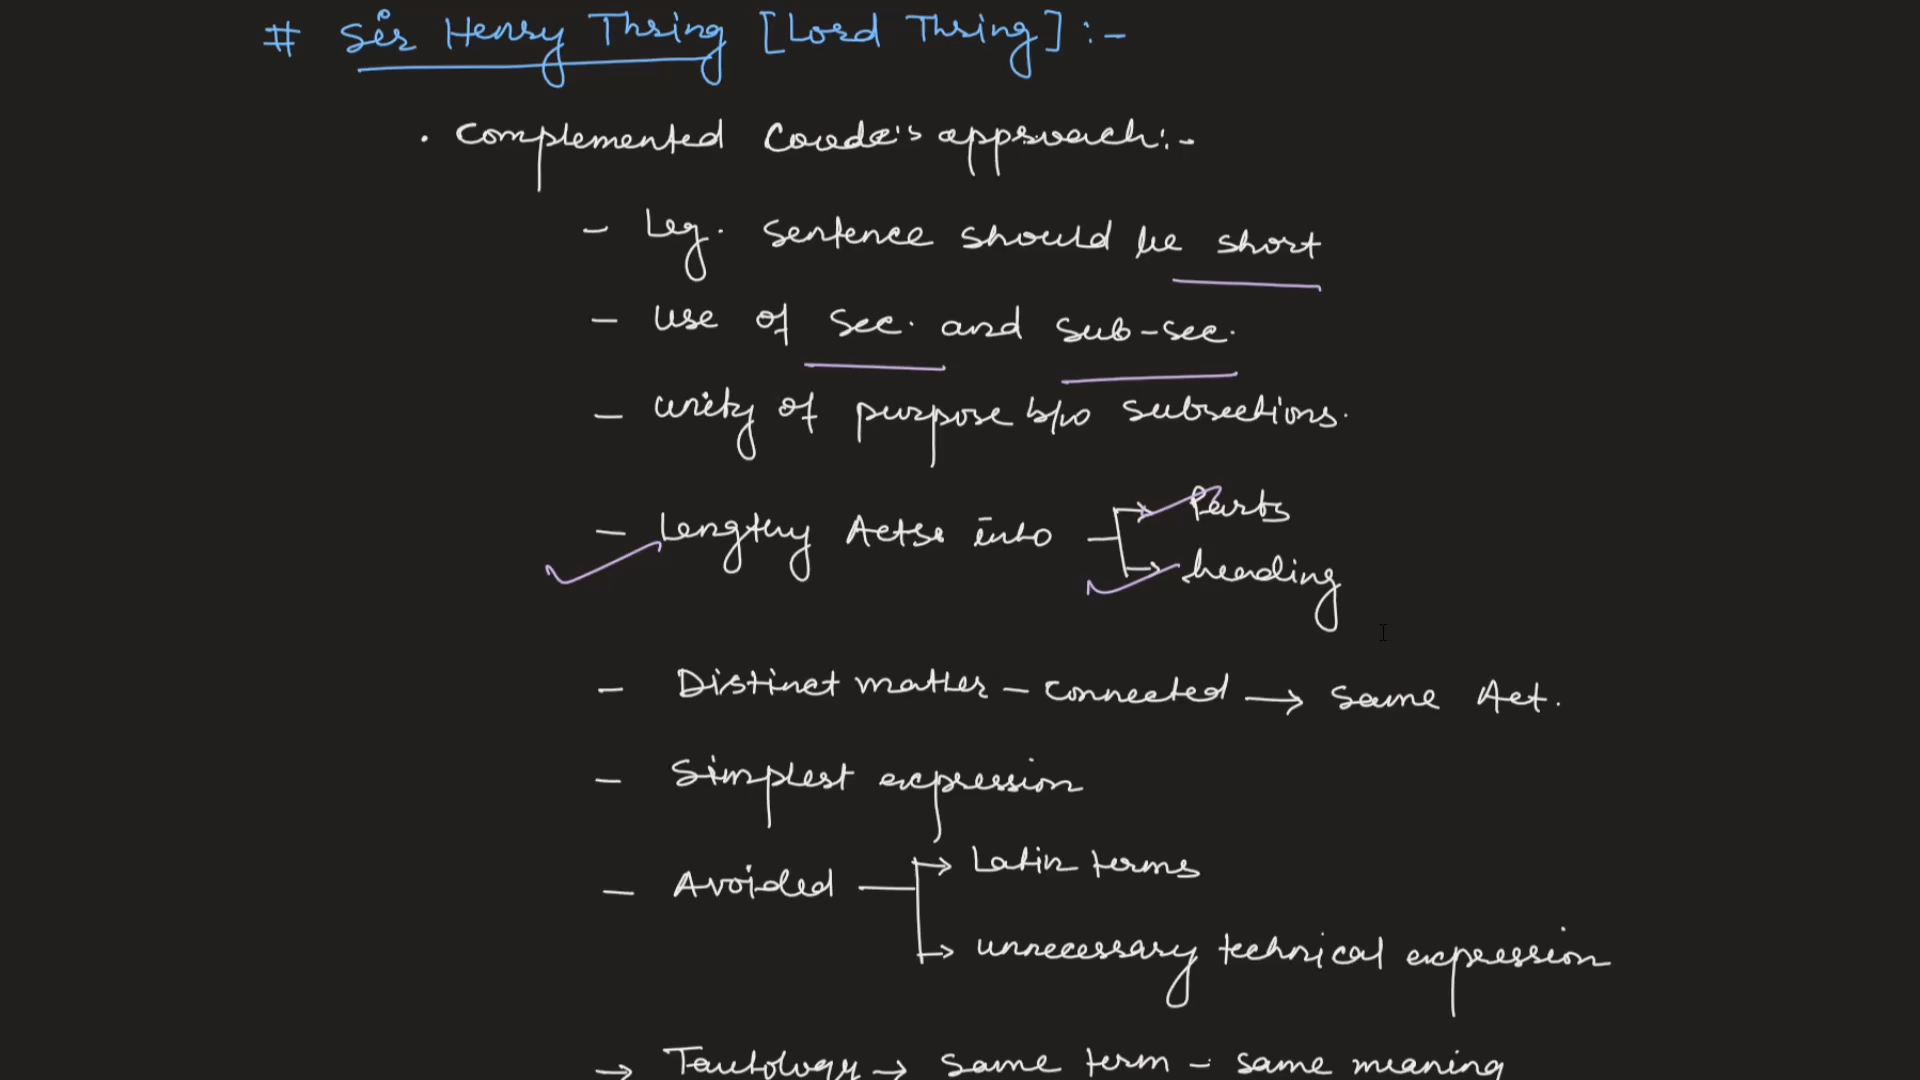 # Sir Henry Thring [Lord Thring] :-
. Complemented Coode's approach :-
- Leg. sentence should be short
- use of sec. and sub-sec.
- unity of purpose b/w subsections.
- Lengthy Acts into → Parts
→ heading
- Distinct matter - connected → same Act.
- Simplest expression
- Avoided → Latin terms
→ unnecessary technical expression
→ Tautology → same term - same meaning